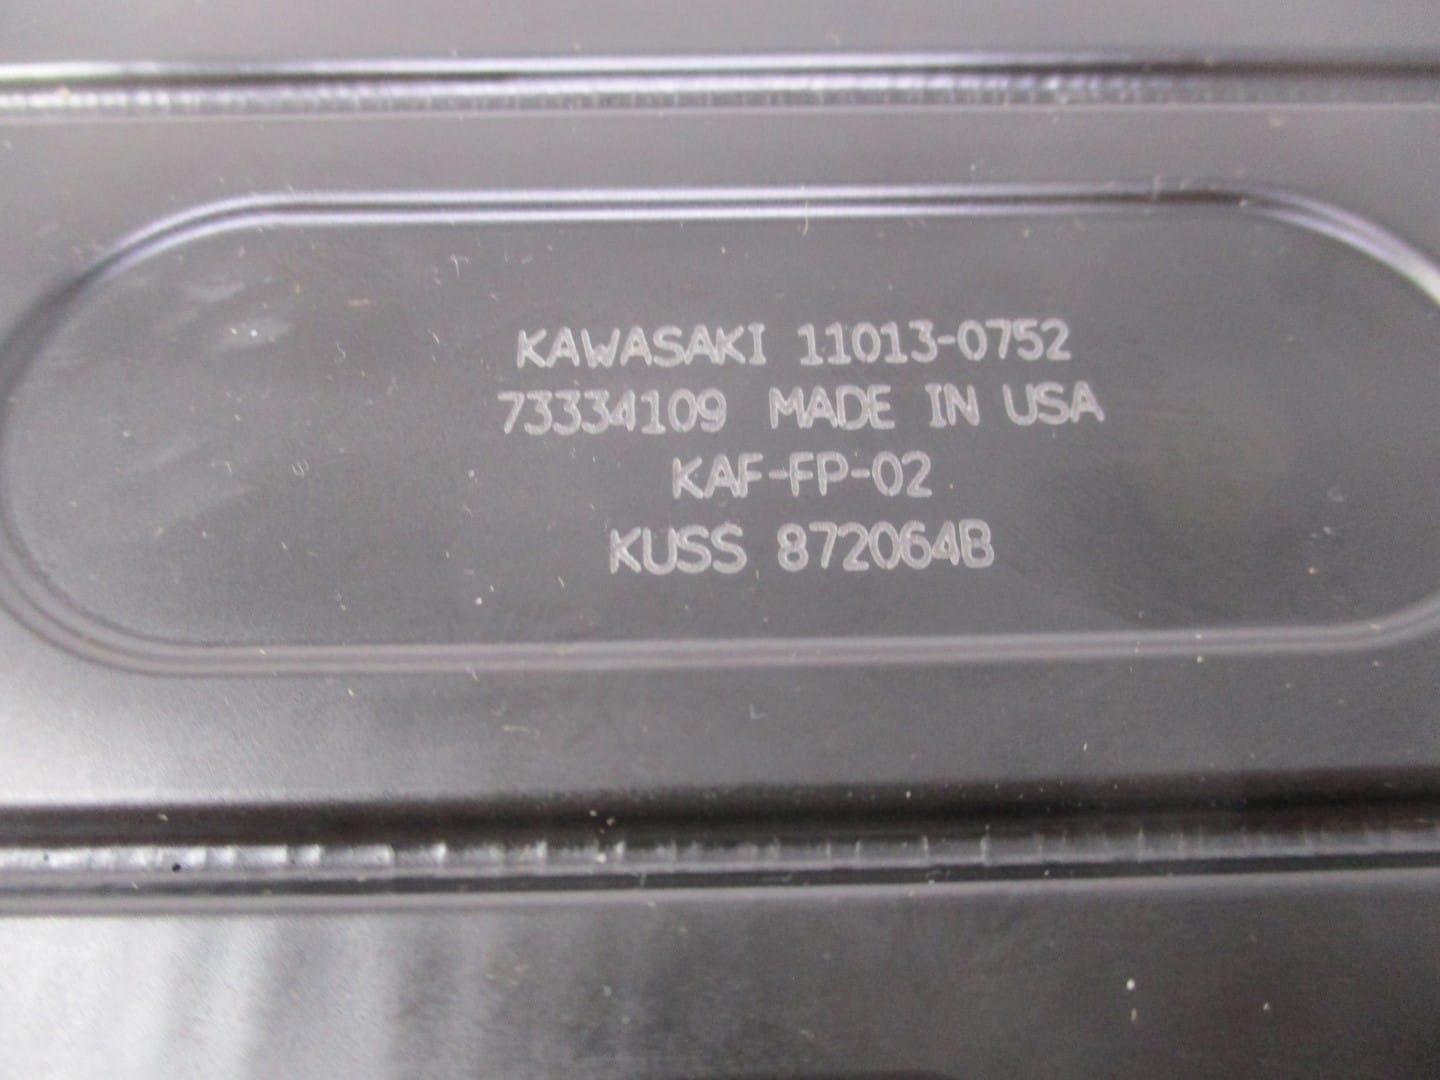 KAWASAKI 11013-0752
73334109 MADE IN USA
KAF-FP-02
KUSS 872064B